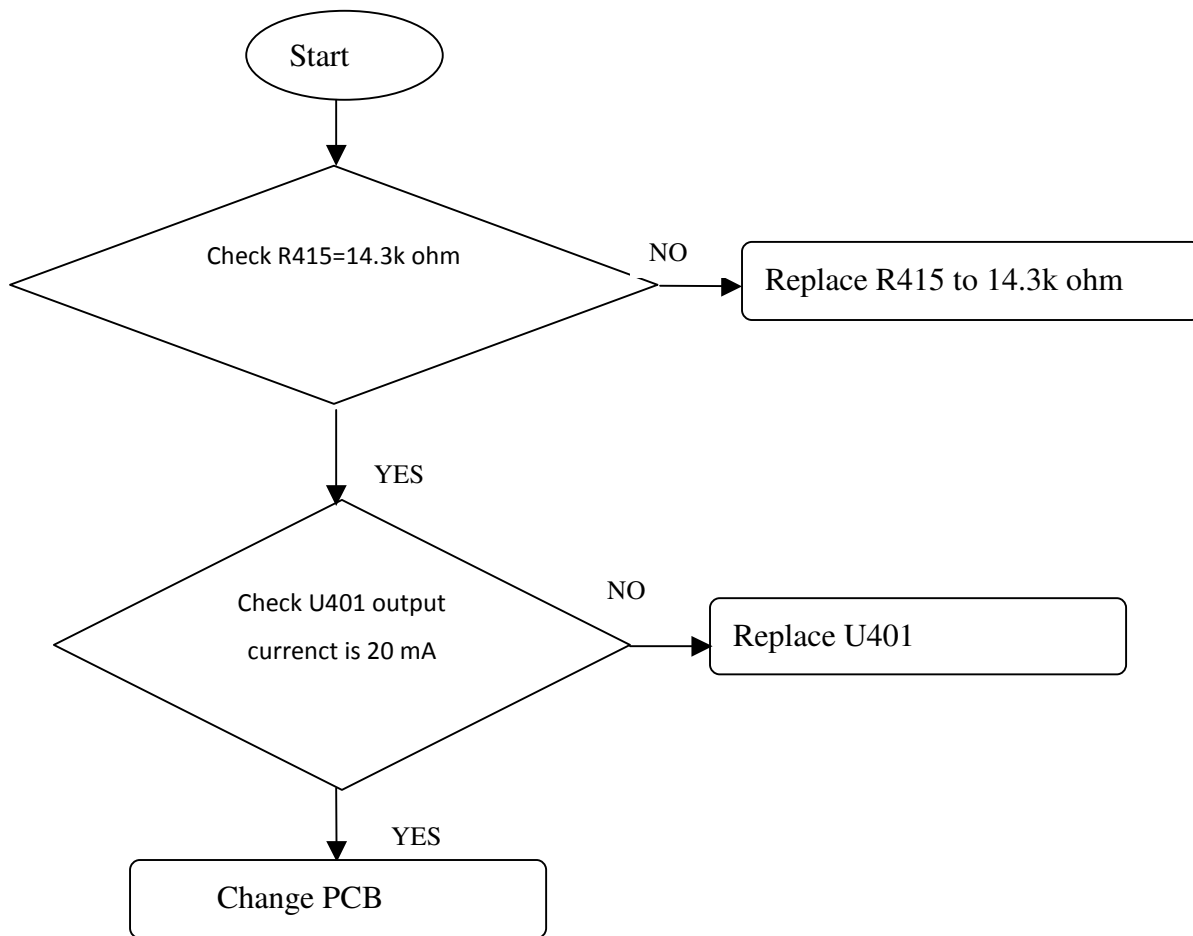 Start
Check R415=14.3k ohm
NO
Replace R415 to 14.3k ohm
YES
Check U401 output
currenct is 20 mA
NO
Replace U401
YES
Change PCB